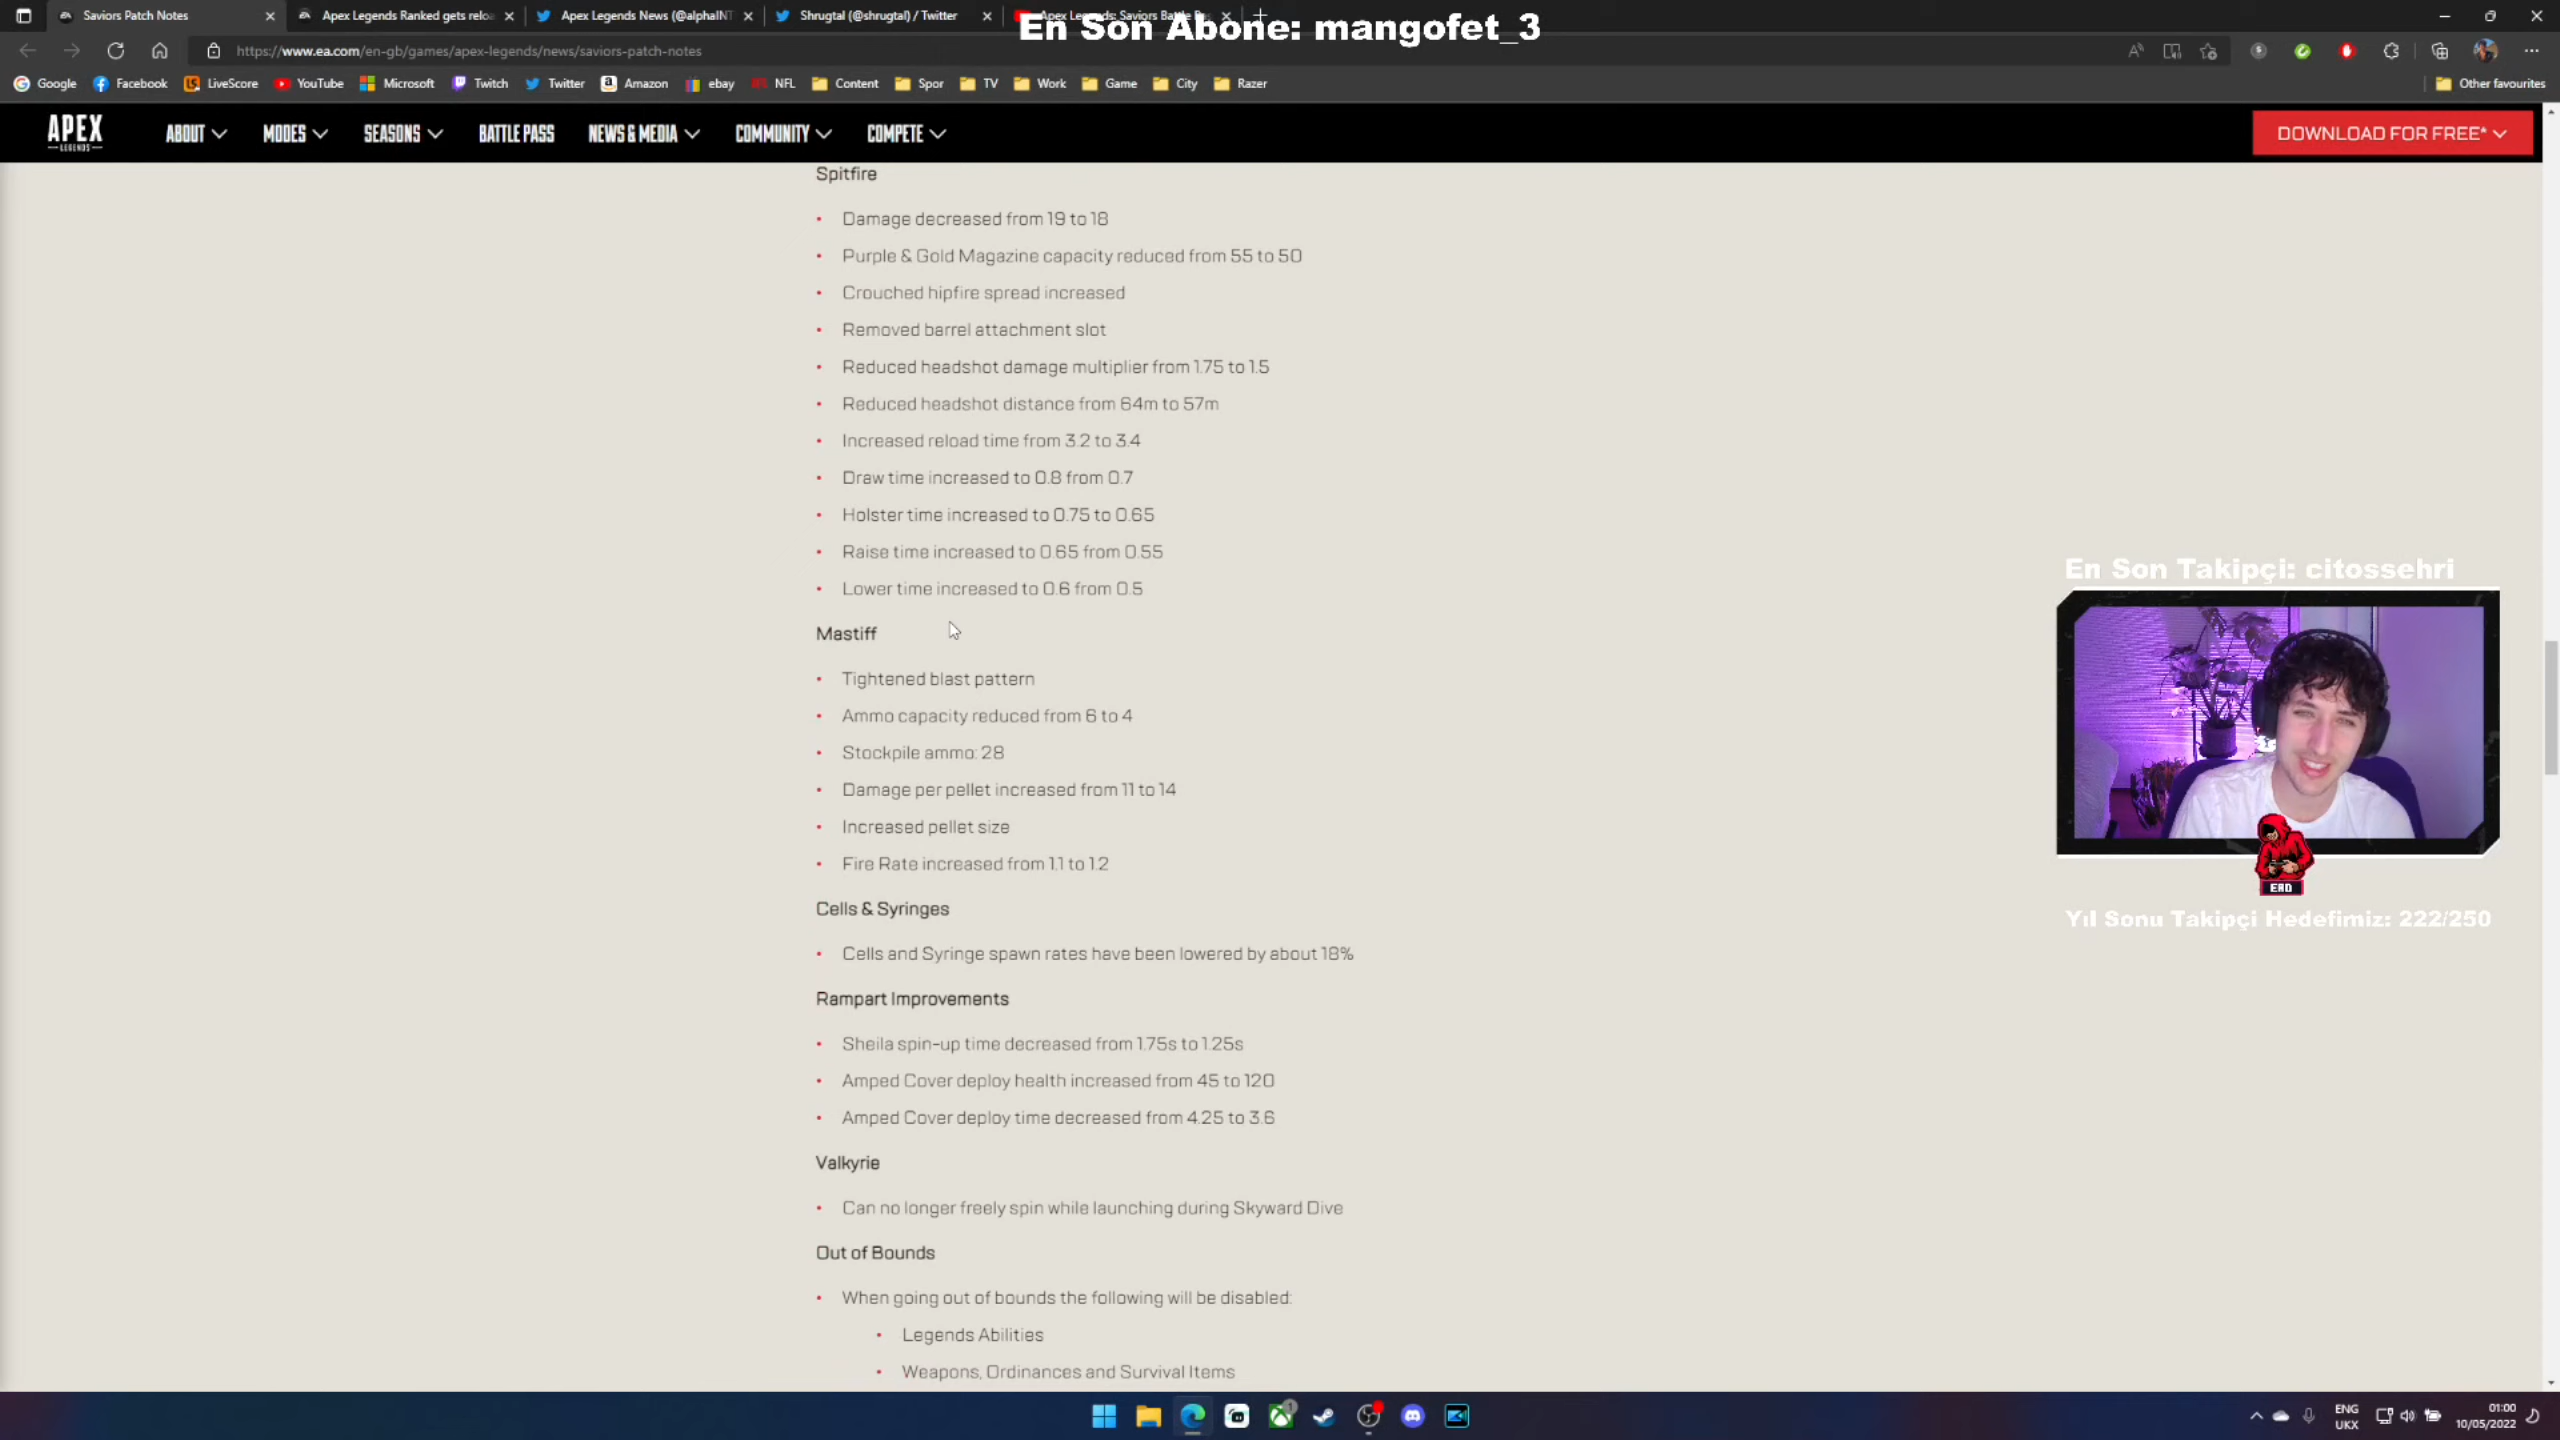 Saviors Patch Notes
Apex Legends Ranked gets relo
Apex Legends News (@alphaINT
Shrugtal (@shrugtal) / Twitter
Apex Legends: Saviors Battle Pa
En Son Abone: mangofet_3
https://www.ea.com/en-gb/games/apex-legends/news/saviors-patch-notes
Google Facebook LiveScore YouTube Microsoft Twitch Twitter Amazon ebay NFL Content Spor TV Work Game City Razer Other favourites
APEX LEGENDS ABOUT MODES SEASONS BATTLE PASS NEWS & MEDIA COMMUNITY COMPETE DOWNLOAD FOR FREE*
Spitfire
• Damage decreased from 19 to 18
• Purple & Gold Magazine capacity reduced from 55 to 50
• Crouched hipfire spread increased
• Removed barrel attachment slot
• Reduced headshot damage multiplier from 1.75 to 1.5
• Reduced headshot distance from 64m to 57m
• Increased reload time from 3.2 to 3.4
• Draw time increased to 0.8 from 0.7
• Holster time increased to 0.75 to 0.65
• Raise time increased to 0.65 from 0.55
• Lower time increased to 0.6 from 0.5
Mastiff
• Tightened blast pattern
• Ammo capacity reduced from 6 to 4
• Stockpile ammo: 28
• Damage per pellet increased from 11 to 14
• Increased pellet size
• Fire Rate increased from 1.1 to 1.2
Cells & Syringes
• Cells and Syringe spawn rates have been lowered by about 18%
Rampart Improvements
• Sheila spin-up time decreased from 1.75s to 1.25s
• Amped Cover deploy health increased from 45 to 120
• Amped Cover deploy time decreased from 4.25 to 3.6
Valkyrie
• Can no longer freely spin while launching during Skyward Dive
Out of Bounds
• When going out of bounds the following will be disabled:
• Legends Abilities
• Weapons, Ordinances and Survival Items
En Son Takipçi: citossehri
ERD
Yıl Sonu Takipçi Hedefimiz: 222/250
ENG
UKX
01:00
10/05/2022